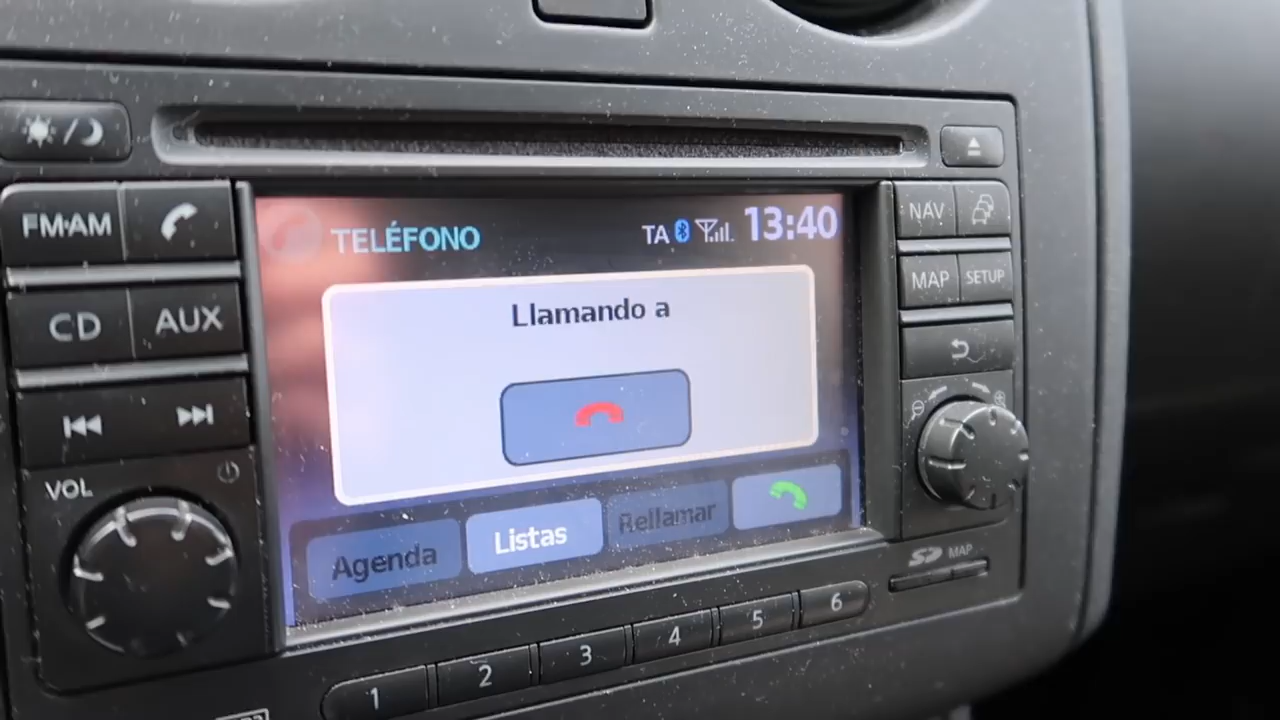 FM·AM
CD
AUX
VOL
TELÉFONO
TA
13:40
Llamando a
Agenda
Listas
Rellamar
NAV
MAP
SETUP
SD MAP
1
2
3
4
5
6